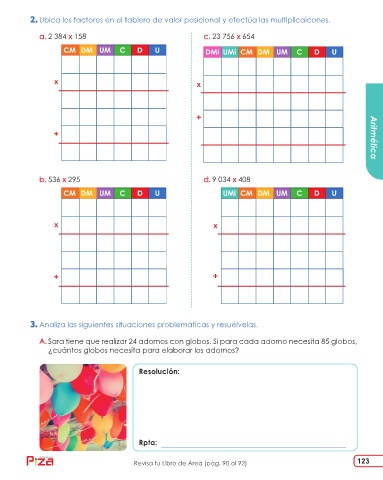 2. Ubica los factores en el tablero de valor posicional y efectúa las multiplicaciones.
a. 2 384 x 158
CM DM UM C D U
x
+
c. 23 756 x 654
DMi UMi CM DM UM C D U
x
+
b. 536 x 295
CM DM UM C D U
x
+
d. 9 034 x 408
UMi CM DM UM C D U
x
+
3. Analiza las siguientes situaciones problemáticas y resuélvelas.
A. Sara tiene que realizar 24 adornos con globos. Si para cada adorno necesita 85 globos,
¿cuántos globos necesita para elaborar los adornos?
Resolución:
Rpta:
Aritmética
Revisa tu Libro de Área (pág. 90 al 92)
123